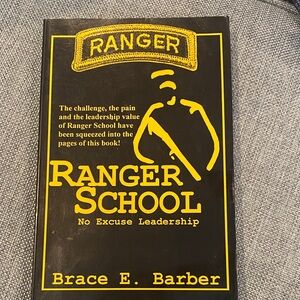 RANGER
The challenge, the pain
and the leadership value
of Ranger School have
been squeezed into the
pages of this book!
RANGER
SCHOOL
No Excuse Leadership
Brace E. Barber